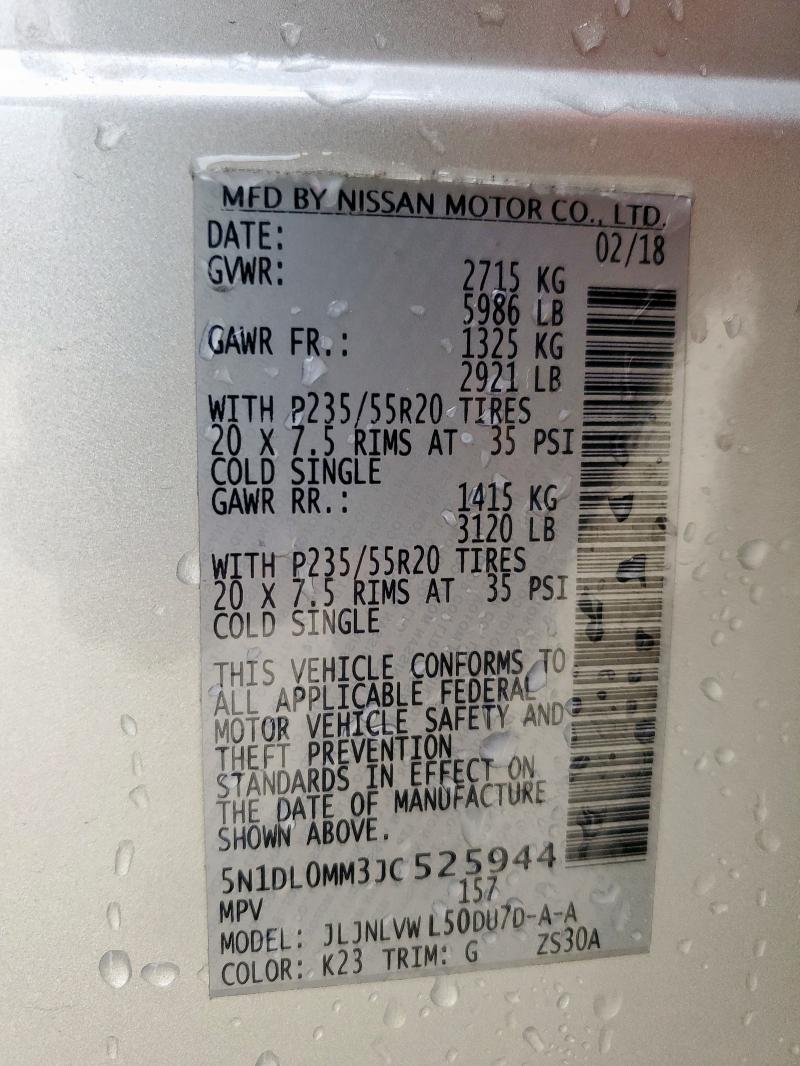 MFD BY NISSAN MOTOR CO., LTD.
DATE: 02/18
GVWR: 2715 KG
5986 LB
GAWR FR.: 1325 KG
2921 LB
WITH P235/55R20 TIRES
20 X 7.5 RIMS AT 35 PSI
COLD SINGLE
GAWR RR.: 1415 KG
3120 LB
WITH P235/55R20 TIRES
20 X 7.5 RIMS AT 35 PSI
COLD SINGLE
THIS VEHICLE CONFORMS TO
ALL APPLICABLE FEDERAL
MOTOR VEHICLE SAFETY AND
THEFT PREVENTION
STANDARDS IN EFFECT ON
THE DATE OF MANUFACTURE
SHOWN ABOVE.
5N1DL0MM3JC525944
MPV 157
MODEL: JLJNLVWL50DU7D-A-A
COLOR: K23 TRIM: G ZS30A